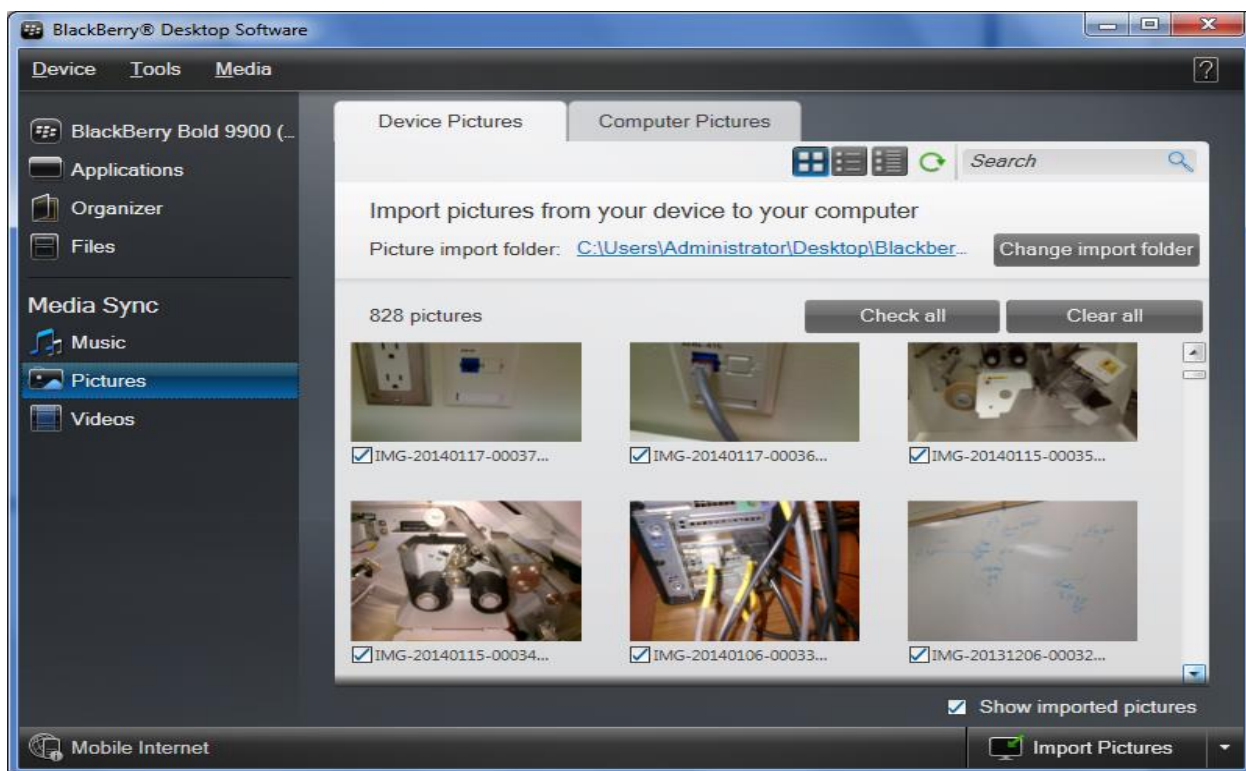 BlackBerry® Desktop Software
Device Tools Media
?
BlackBerry Bold 9900 (...
Applications
Organizer
Files
Media Sync
Music
Pictures
Videos
Device Pictures Computer Pictures
Search
Import pictures from your device to your computer
Picture import folder: C:\Users\Administrator\Desktop\Blackber... Change import folder
828 pictures Check all Clear all
IMG-20140117-00037... IMG-20140117-00036... IMG-20140115-00035...
IMG-20140115-00034... IMG-20140106-00033... IMG-20131206-00032...
Show imported pictures
Mobile Internet Import Pictures